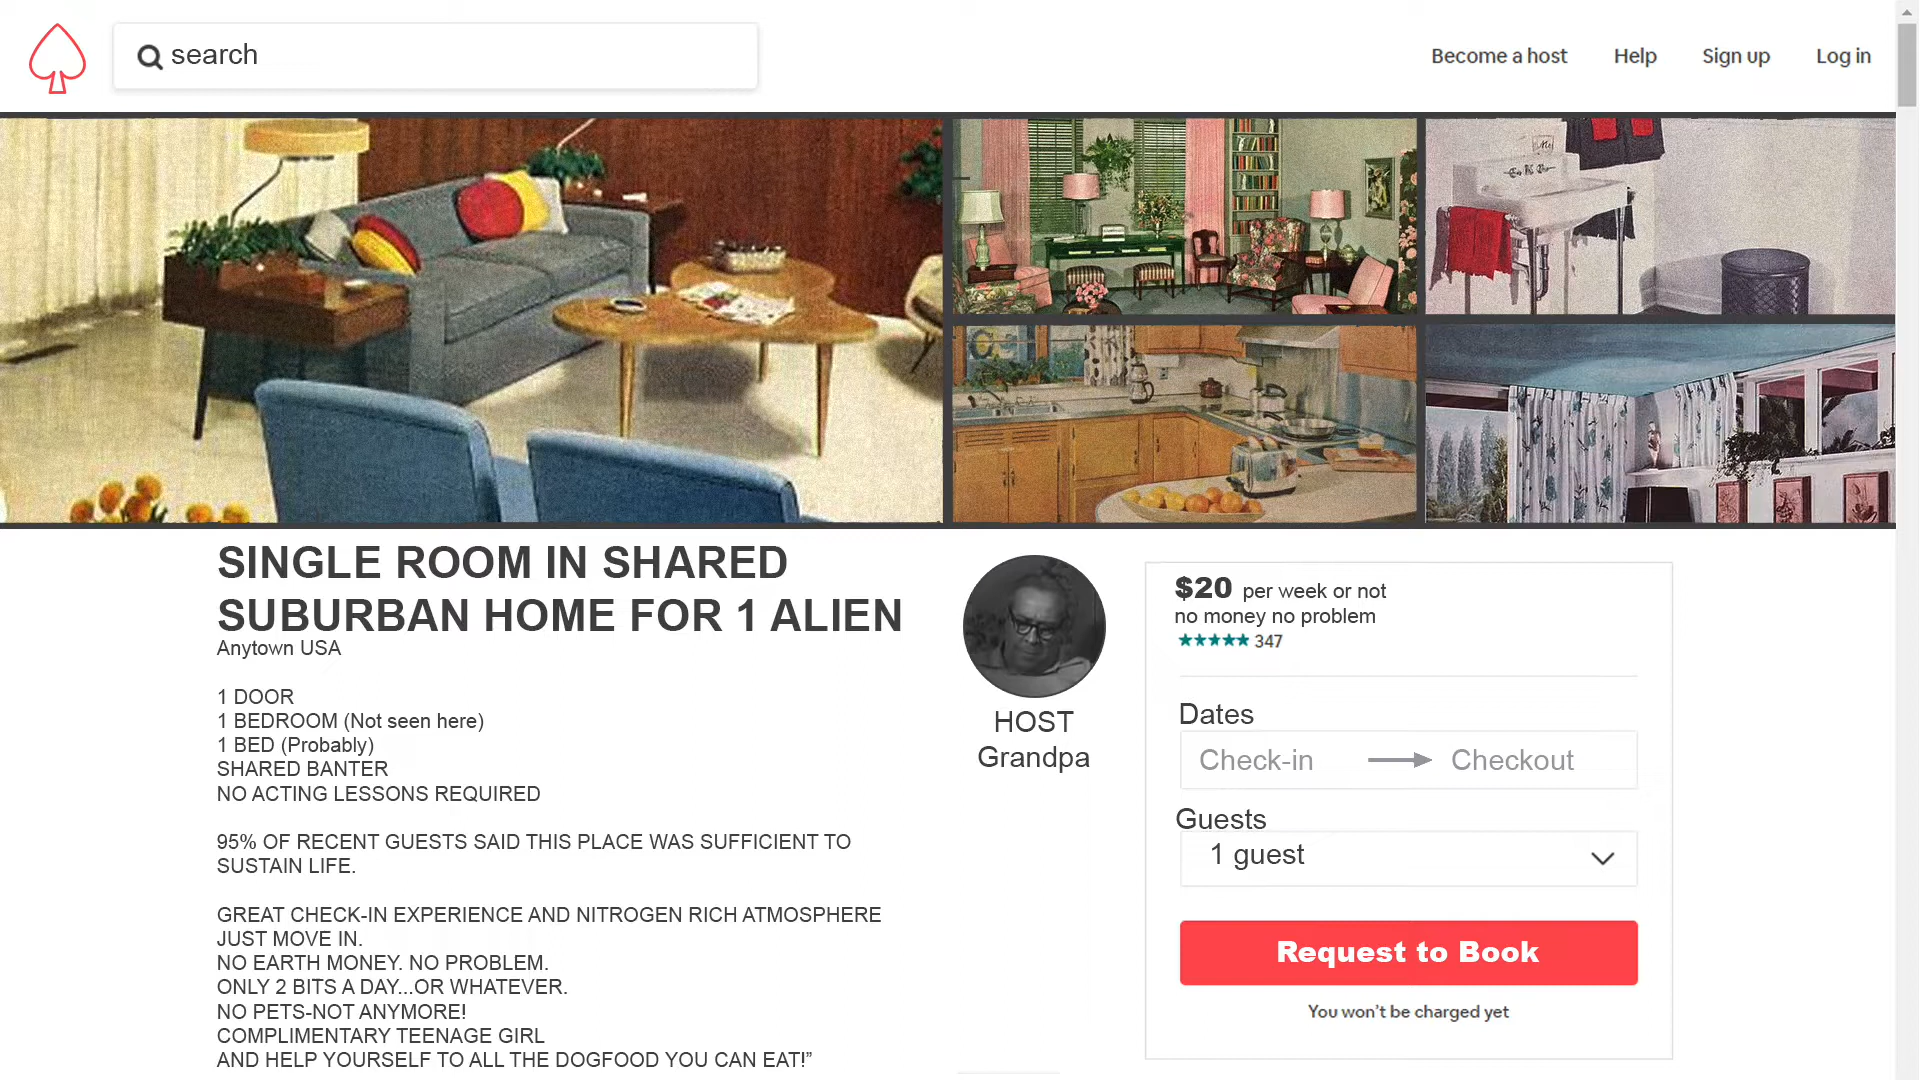 search
Become a host
Help
Sign up
Log in
SINGLE ROOM IN SHARED
SUBURBAN HOME FOR 1 ALIEN
Anytown USA
1 DOOR
1 BEDROOM (Not seen here)
1 BED (Probably)
SHARED BANTER
NO ACTING LESSONS REQUIRED
95% OF RECENT GUESTS SAID THIS PLACE WAS SUFFICIENT TO
SUSTAIN LIFE.
GREAT CHECK-IN EXPERIENCE AND NITROGEN RICH ATMOSPHERE
JUST MOVE IN.
NO EARTH MONEY. NO PROBLEM.
ONLY 2 BITS A DAY...OR WHATEVER.
NO PETS-NOT ANYMORE!
COMPLIMENTARY TEENAGE GIRL
AND HELP YOURSELF TO ALL THE DOGFOOD YOU CAN EAT!”
HOST
Grandpa
$20 per week or not
no money no problem
347
Dates
Check-in
Checkout
Guests
1 guest
Request to Book
You won’t be charged yet